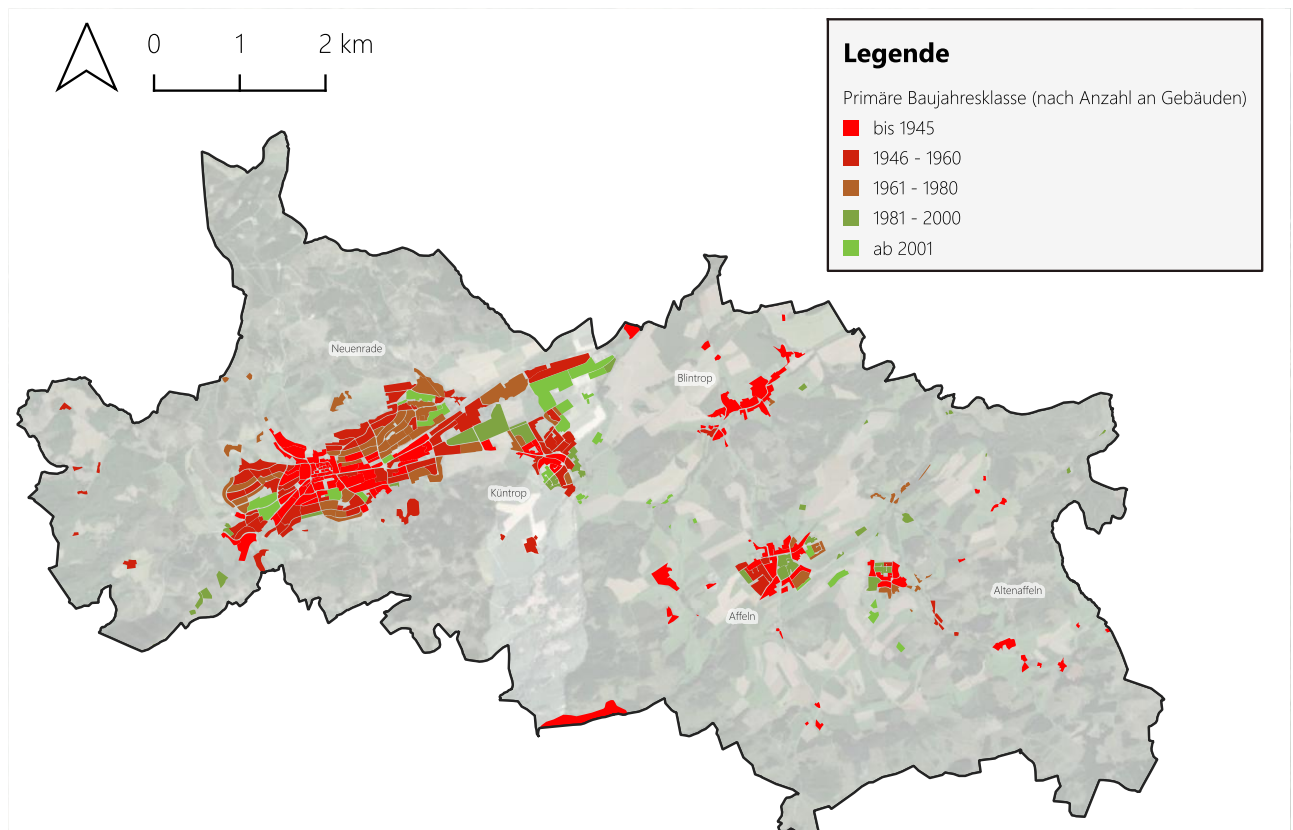 0 1 2 km
Legende
Primäre Baujahresklasse (nach Anzahl an Gebäuden)
bis 1945
1946 - 1960
1961 - 1980
1981 - 2000
ab 2001
Neuenrade
Blintrop
Küntrop
Altenaffeln
Affeln